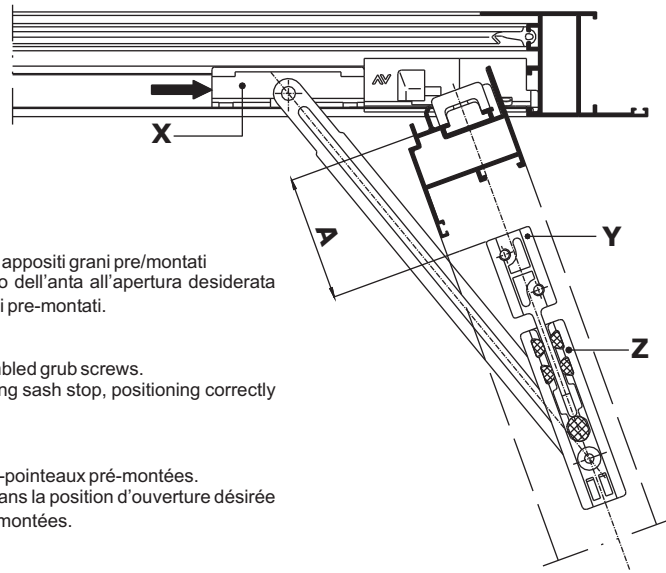 X
A
Y
Z
appositi grani pre/montati
o dell’anta all’apertura desiderata
i pre-montati.
bled grub screws.
ng sash stop, positioning correctly
-pointeaux pré-montées.
ans la position d’ouverture désirée
montées.